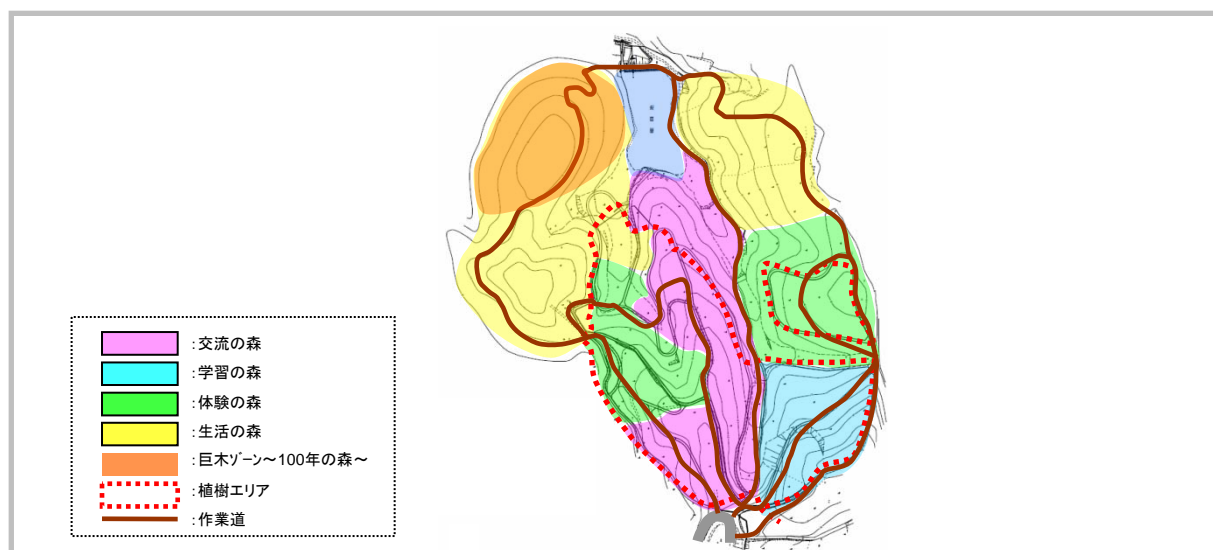 :交流の森
:学習の森
:体験の森
:生活の森
:巨木ゾーン～100年の森～
:植樹エリア
:作業道